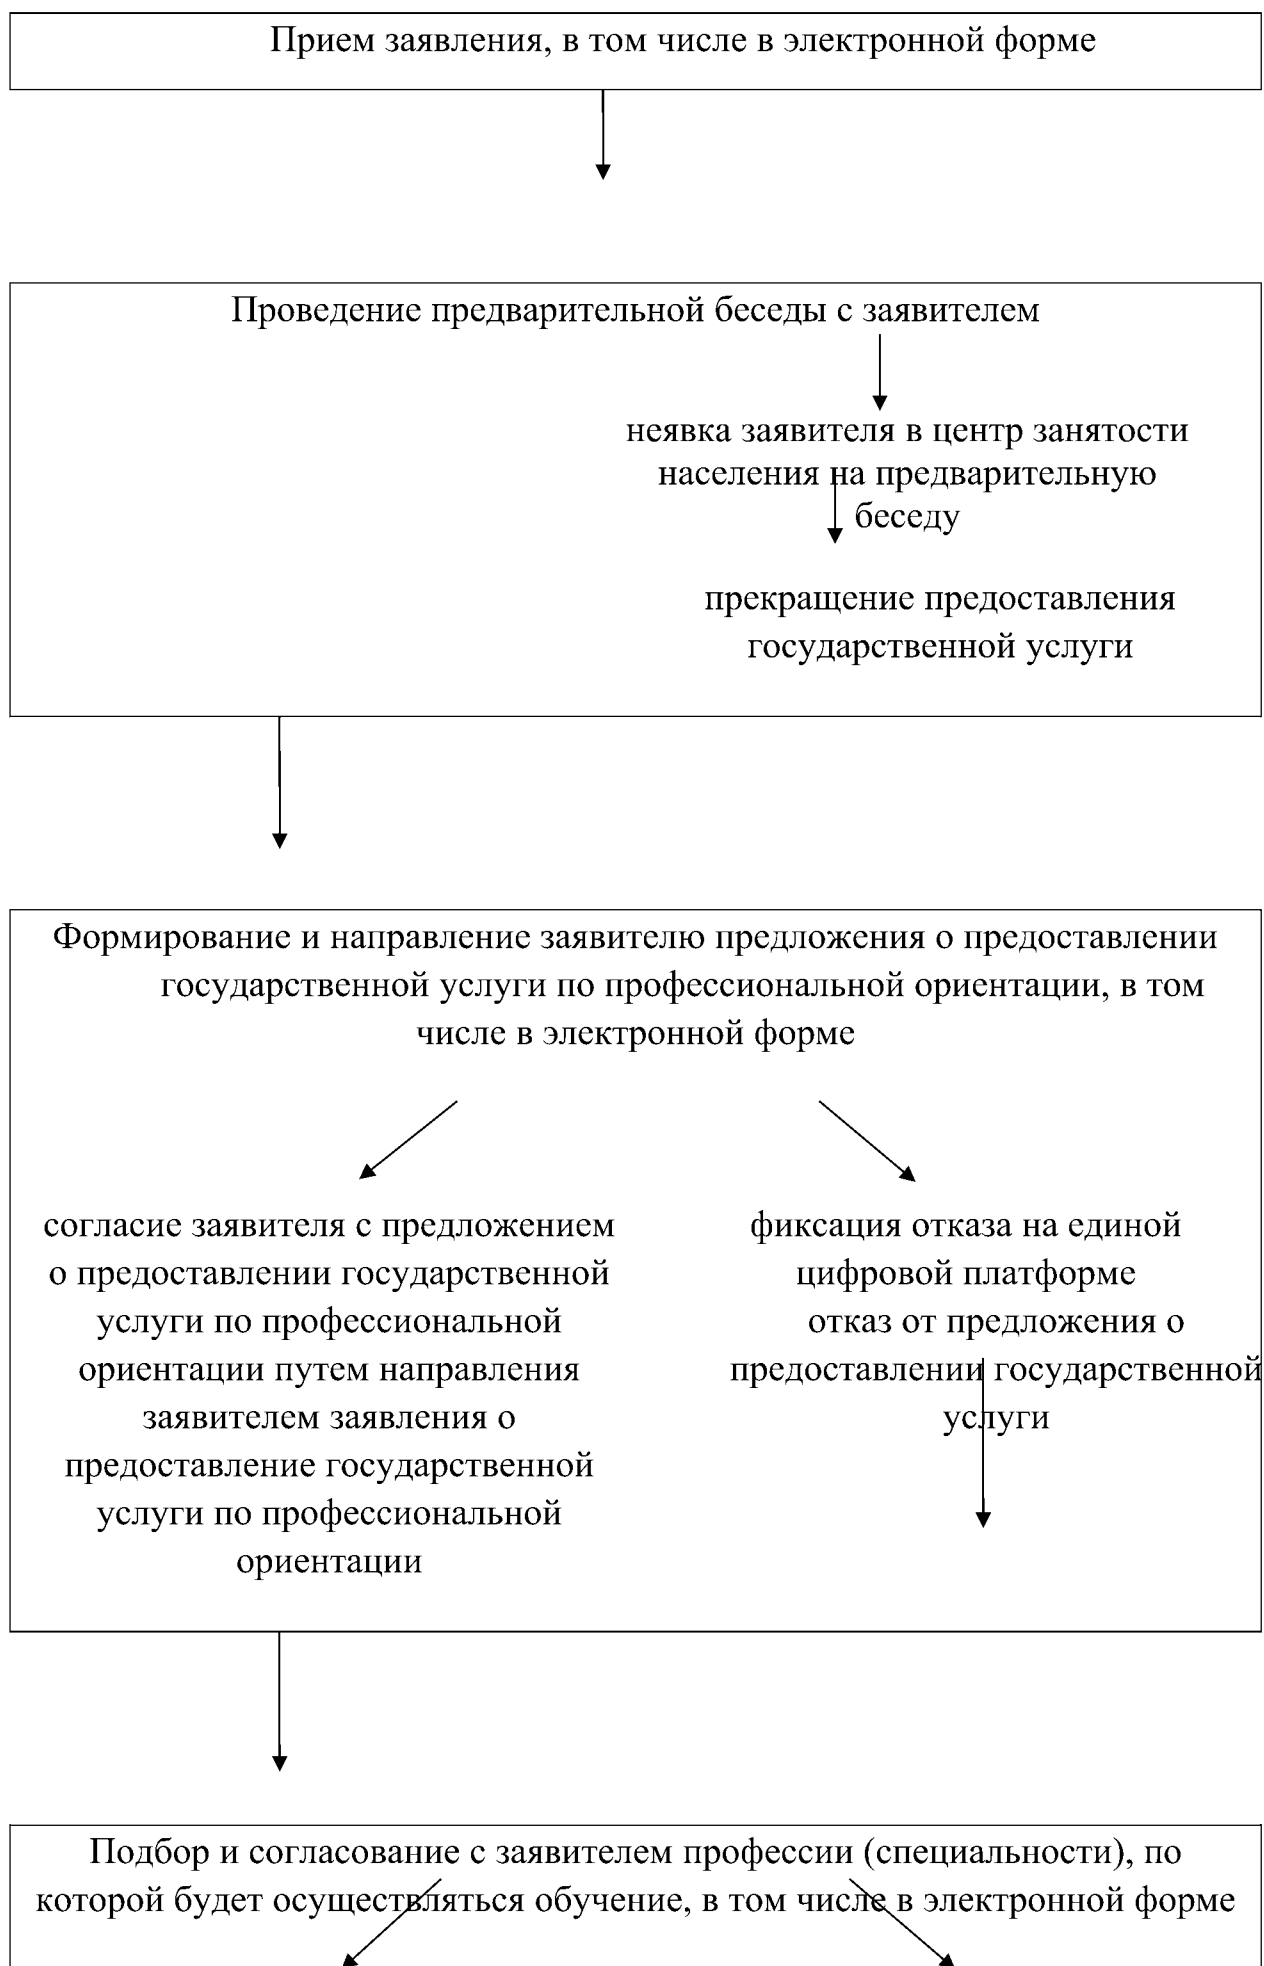 Прием заявления, в том числе в электронной форме
Проведение предварительной беседы с заявителем
неявка заявителя в центр занятости
населения на предварительную
беседу
прекращение предоставления
государственной услуги
Формирование и направление заявителю предложения о предоставлении
государственной услуги по профессиональной ориентации, в том
числе в электронной форме
согласие заявителя с предложением
о предоставлении государственной
услуги по профессиональной
ориентации путем направления
заявителем заявления о
предоставление государственной
услуги по профессиональной
ориентации
фиксация отказа на единой
цифровой платформе
отказ от предложения о
предоставлении государственной
услуги
Подбор и согласование с заявителем профессии (специальности), по
которой будет осуществляться обучение, в том числе в электронной форме